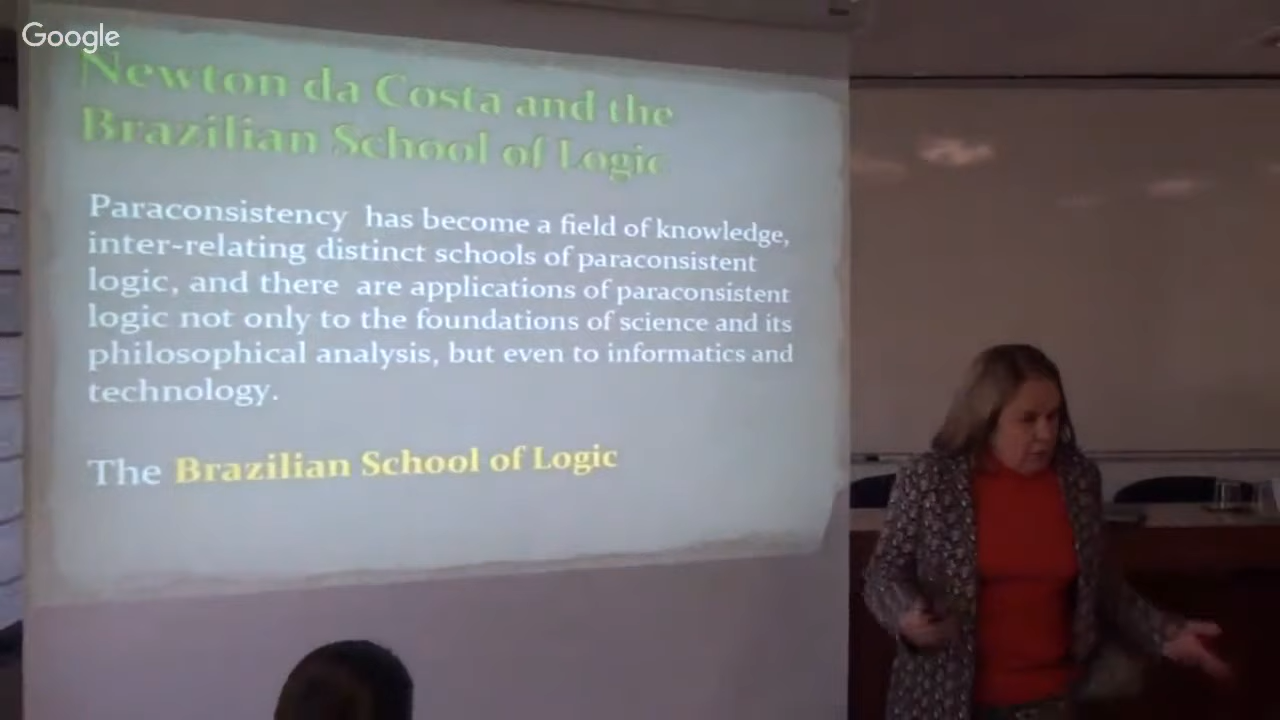 Google
Newton da Costa and the
Brazilian School of Logic
Paraconsistency has become a field of knowledge,
inter-relating distinct schools of paraconsistent
logic, and there are applications of paraconsistent
logic not only to the foundations of science and its
philosophical analysis, but even to informatics and
technology.
The Brazilian School of Logic